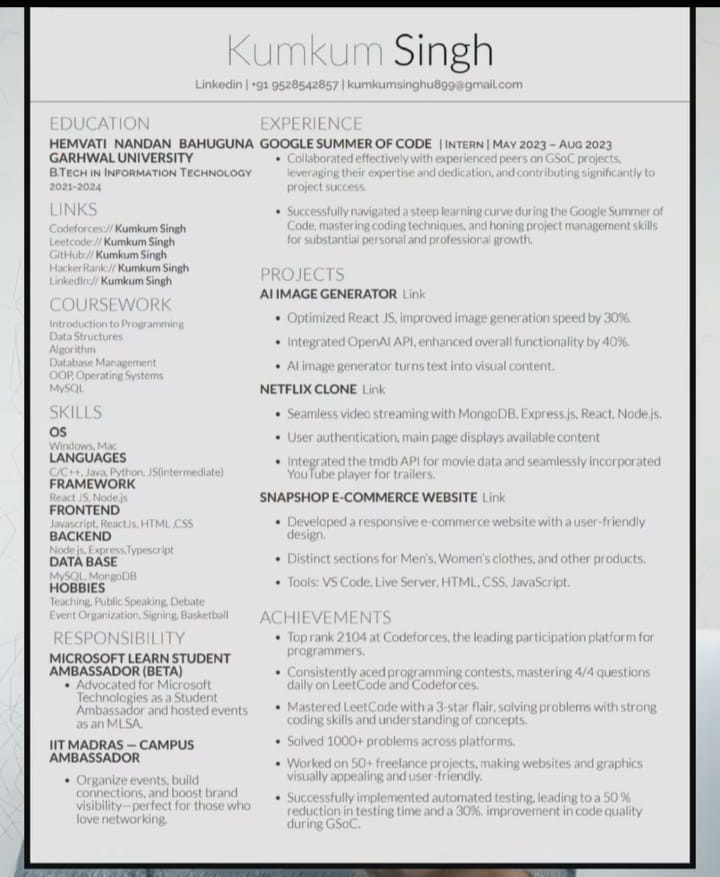 Kumkum Singh
Linkedin | +91 9528542857 | kumkumsinghu899@gmail.com
EDUCATION
HEMVATI NANDAN BAHUGUNA
GARHWAL UNIVERSITY
B.TECH IN INFORMATION TECHNOLOGY
2021-2024
LINKS
Codeforces:// Kumkum Singh
Leetcode:// Kumkum Singh
GitHub:// Kumkum Singh
HackerRank:// Kumkum Singh
LinkedIn:// Kumkum Singh
COURSEWORK
Introduction to Programming
Data Structures
Algorithm
Database Management
OOP, Operating Systems
MySQL
SKILLS
OS
Windows, Mac
LANGUAGES
C/C++, Java, Python, JS(intermediate)
FRAMEWORK
React JS, Node.js
FRONTEND
Javascript, ReactJs, HTML ,CSS
BACKEND
Node js, Express,Typescript
DATA BASE
MySQL, MongoDB
HOBBIES
Teaching, Public Speaking, Debate
Event Organization, Signing, Basketball
RESPONSIBILITY
MICROSOFT LEARN STUDENT
AMBASSADOR (BETA)
• Advocated for Microsoft
Technologies as a Student
Ambassador and hosted events
as an MLSA.
IIT MADRAS – CAMPUS
AMBASSADOR
• Organize events, build
connections, and boost brand
visibility—perfect for those who
love networking.
EXPERIENCE
GOOGLE SUMMER OF CODE | INTERN | MAY 2023 – AUG 2023
• Collaborated effectively with experienced peers on GSoC projects,
leveraging their expertise and dedication, and contributing significantly to
project success.
• Successfully navigated a steep learning curve during the Google Summer of
Code, mastering coding techniques, and honing project management skills
for substantial personal and professional growth.
PROJECTS
AI IMAGE GENERATOR Link
• Optimized React JS, improved image generation speed by 30%.
• Integrated OpenAI API, enhanced overall functionality by 40%.
• AI image generator turns text into visual content.
NETFLIX CLONE Link
• Seamless video streaming with MongoDB, Express.js, React, Node.js.
• User authentication, main page displays available content
• Integrated the tmdb API for movie data and seamlessly incorporated
YouTube player for trailers.
SNAPSHOP E-COMMERCE WEBSITE Link
• Developed a responsive e-commerce website with a user-friendly
design.
• Distinct sections for Men's, Women's clothes, and other products.
• Tools: VS Code, Live Server, HTML, CSS, JavaScript.
ACHIEVEMENTS
• Top rank 2104 at Codeforces, the leading participation platform for
programmers.
• Consistently aced programming contests, mastering 4/4 questions
daily on LeetCode and Codeforces.
• Mastered LeetCode with a 3-star flair, solving problems with strong
coding skills and understanding of concepts.
• Solved 1000+ problems across platforms.
• Worked on 50+ freelance projects, making websites and graphics
visually appealing and user-friendly.
• Successfully implemented automated testing, leading to a 50 %
reduction in testing time and a 30%. improvement in code quality
during GSoC.